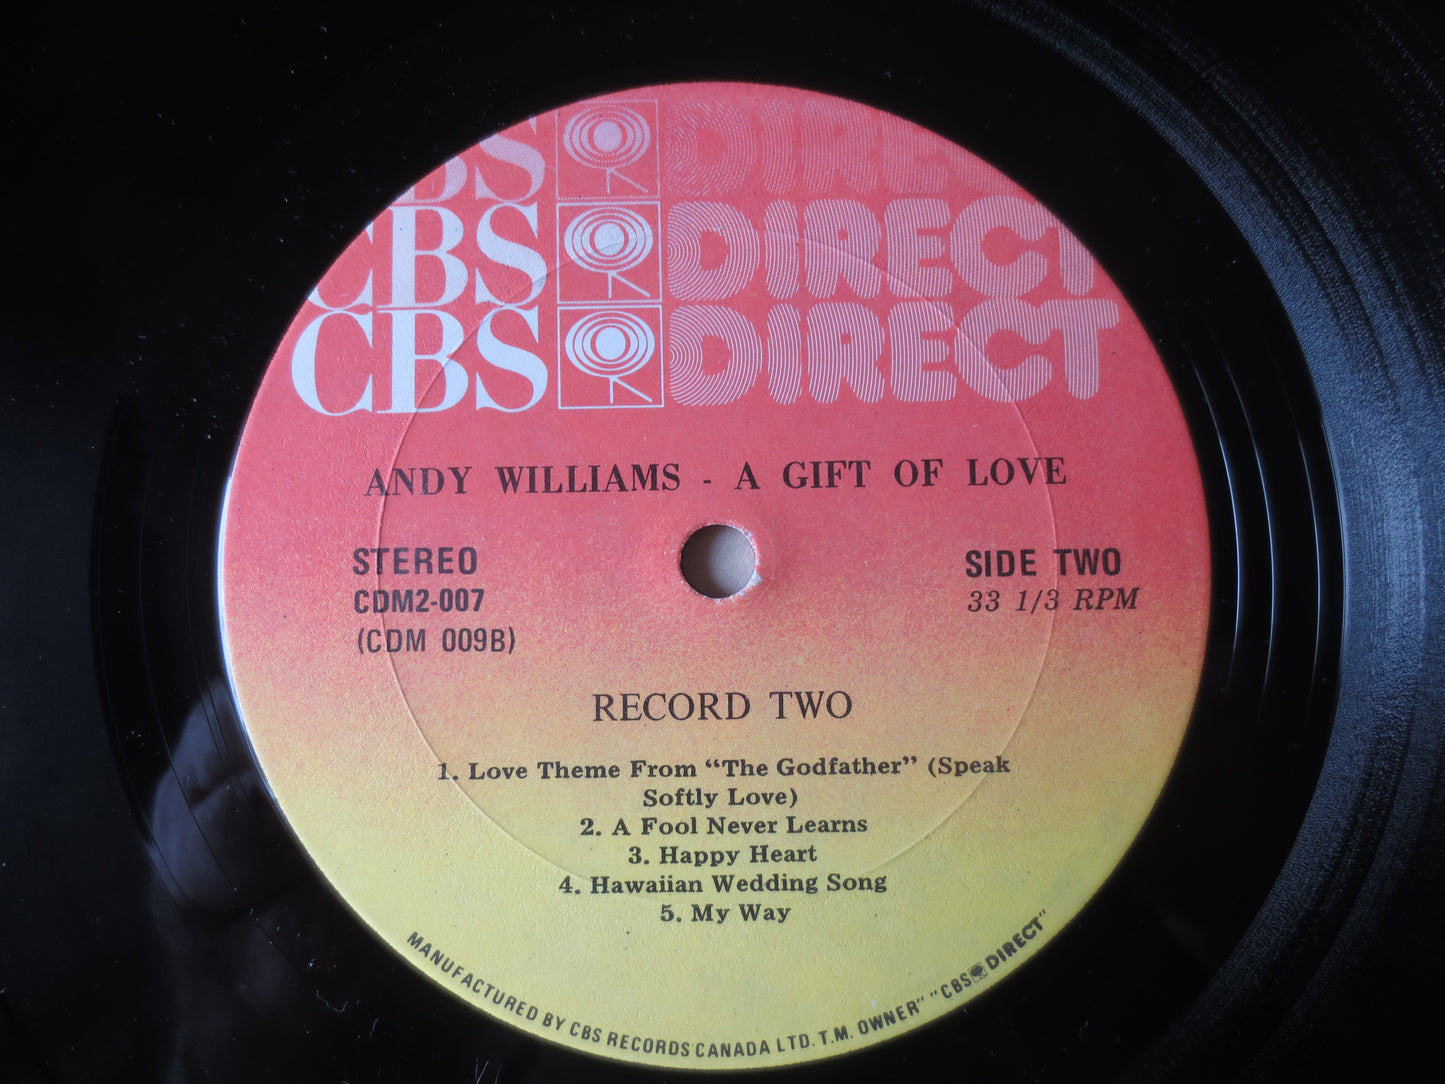 BS DIRECT
CBS DIRECT
CBS DIRECT
ANDY WILLIAMS - A GIFT OF LOVE
STEREO
CDM2-007
(CDM 009B)
SIDE TWO
33 1/3 RPM
RECORD TWO
1. Love Theme From "The Godfather" (Speak
Softly Love)
2. A Fool Never Learns
3. Happy Heart
4. Hawaiian Wedding Song
5. My Way
MANUFACTURED BY CBS RECORDS CANADA LTD. T.M. OWNER" "CBS DIRECT"